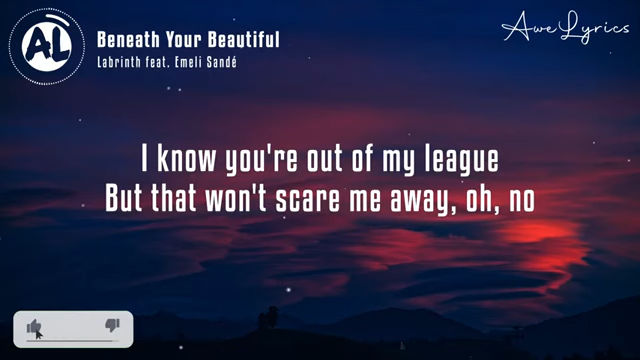 AL
Beneath Your Beautiful
Labrinth feat. Emeli Sandé
AweLyrics
I know you're out of my league
But that won't scare me away, oh, no